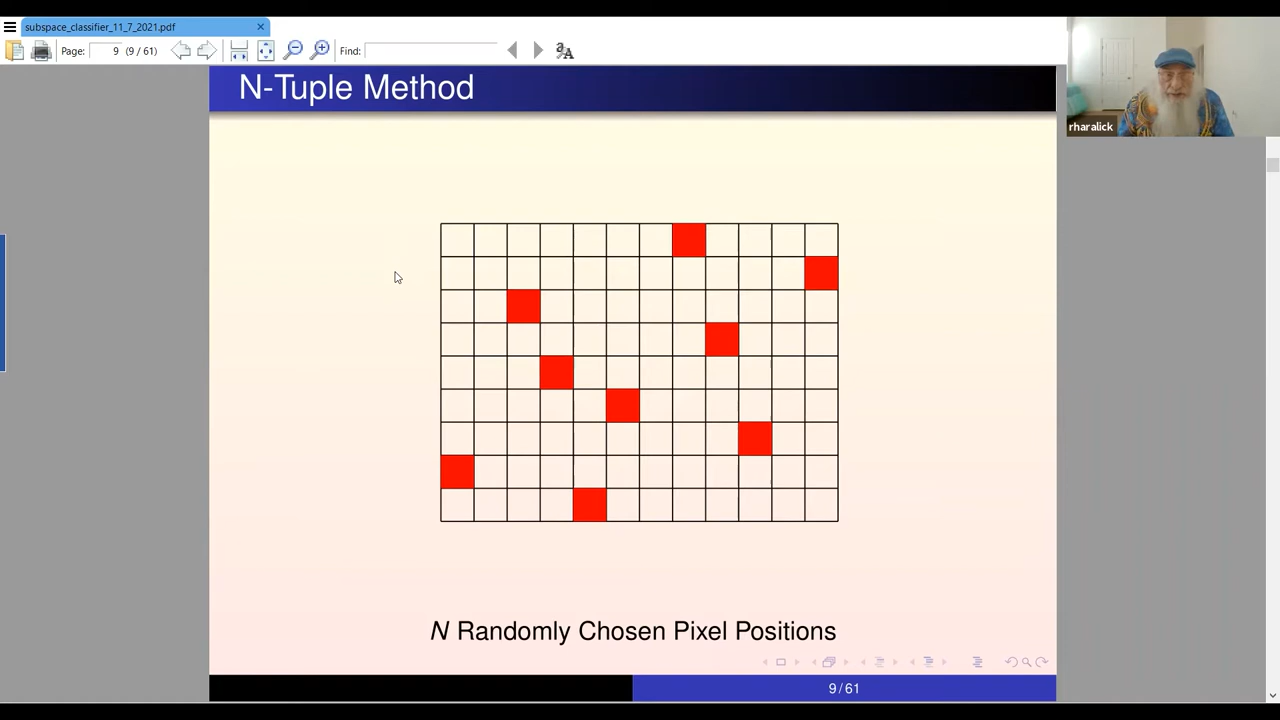 subspace_classifier_11_7_2021.pdf
Page: 9 (9 / 61) Find:
N-Tuple Method
rharalick
N Randomly Chosen Pixel Positions
9 / 61